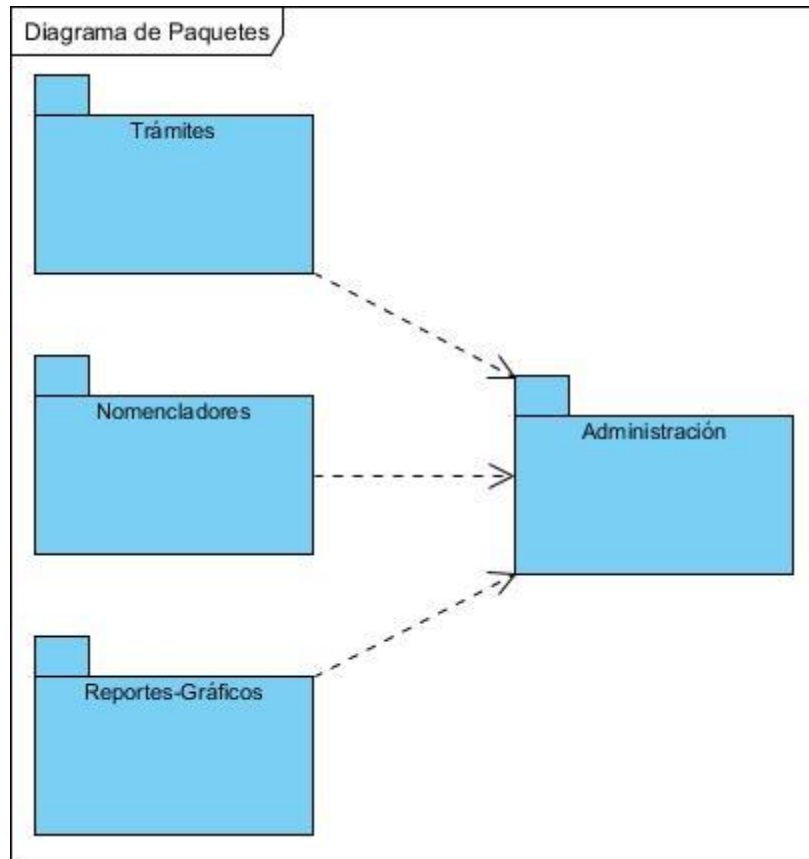 Diagrama de Paquetes
Trámites
Nomencladores
Administración
Reportes-Gráficos